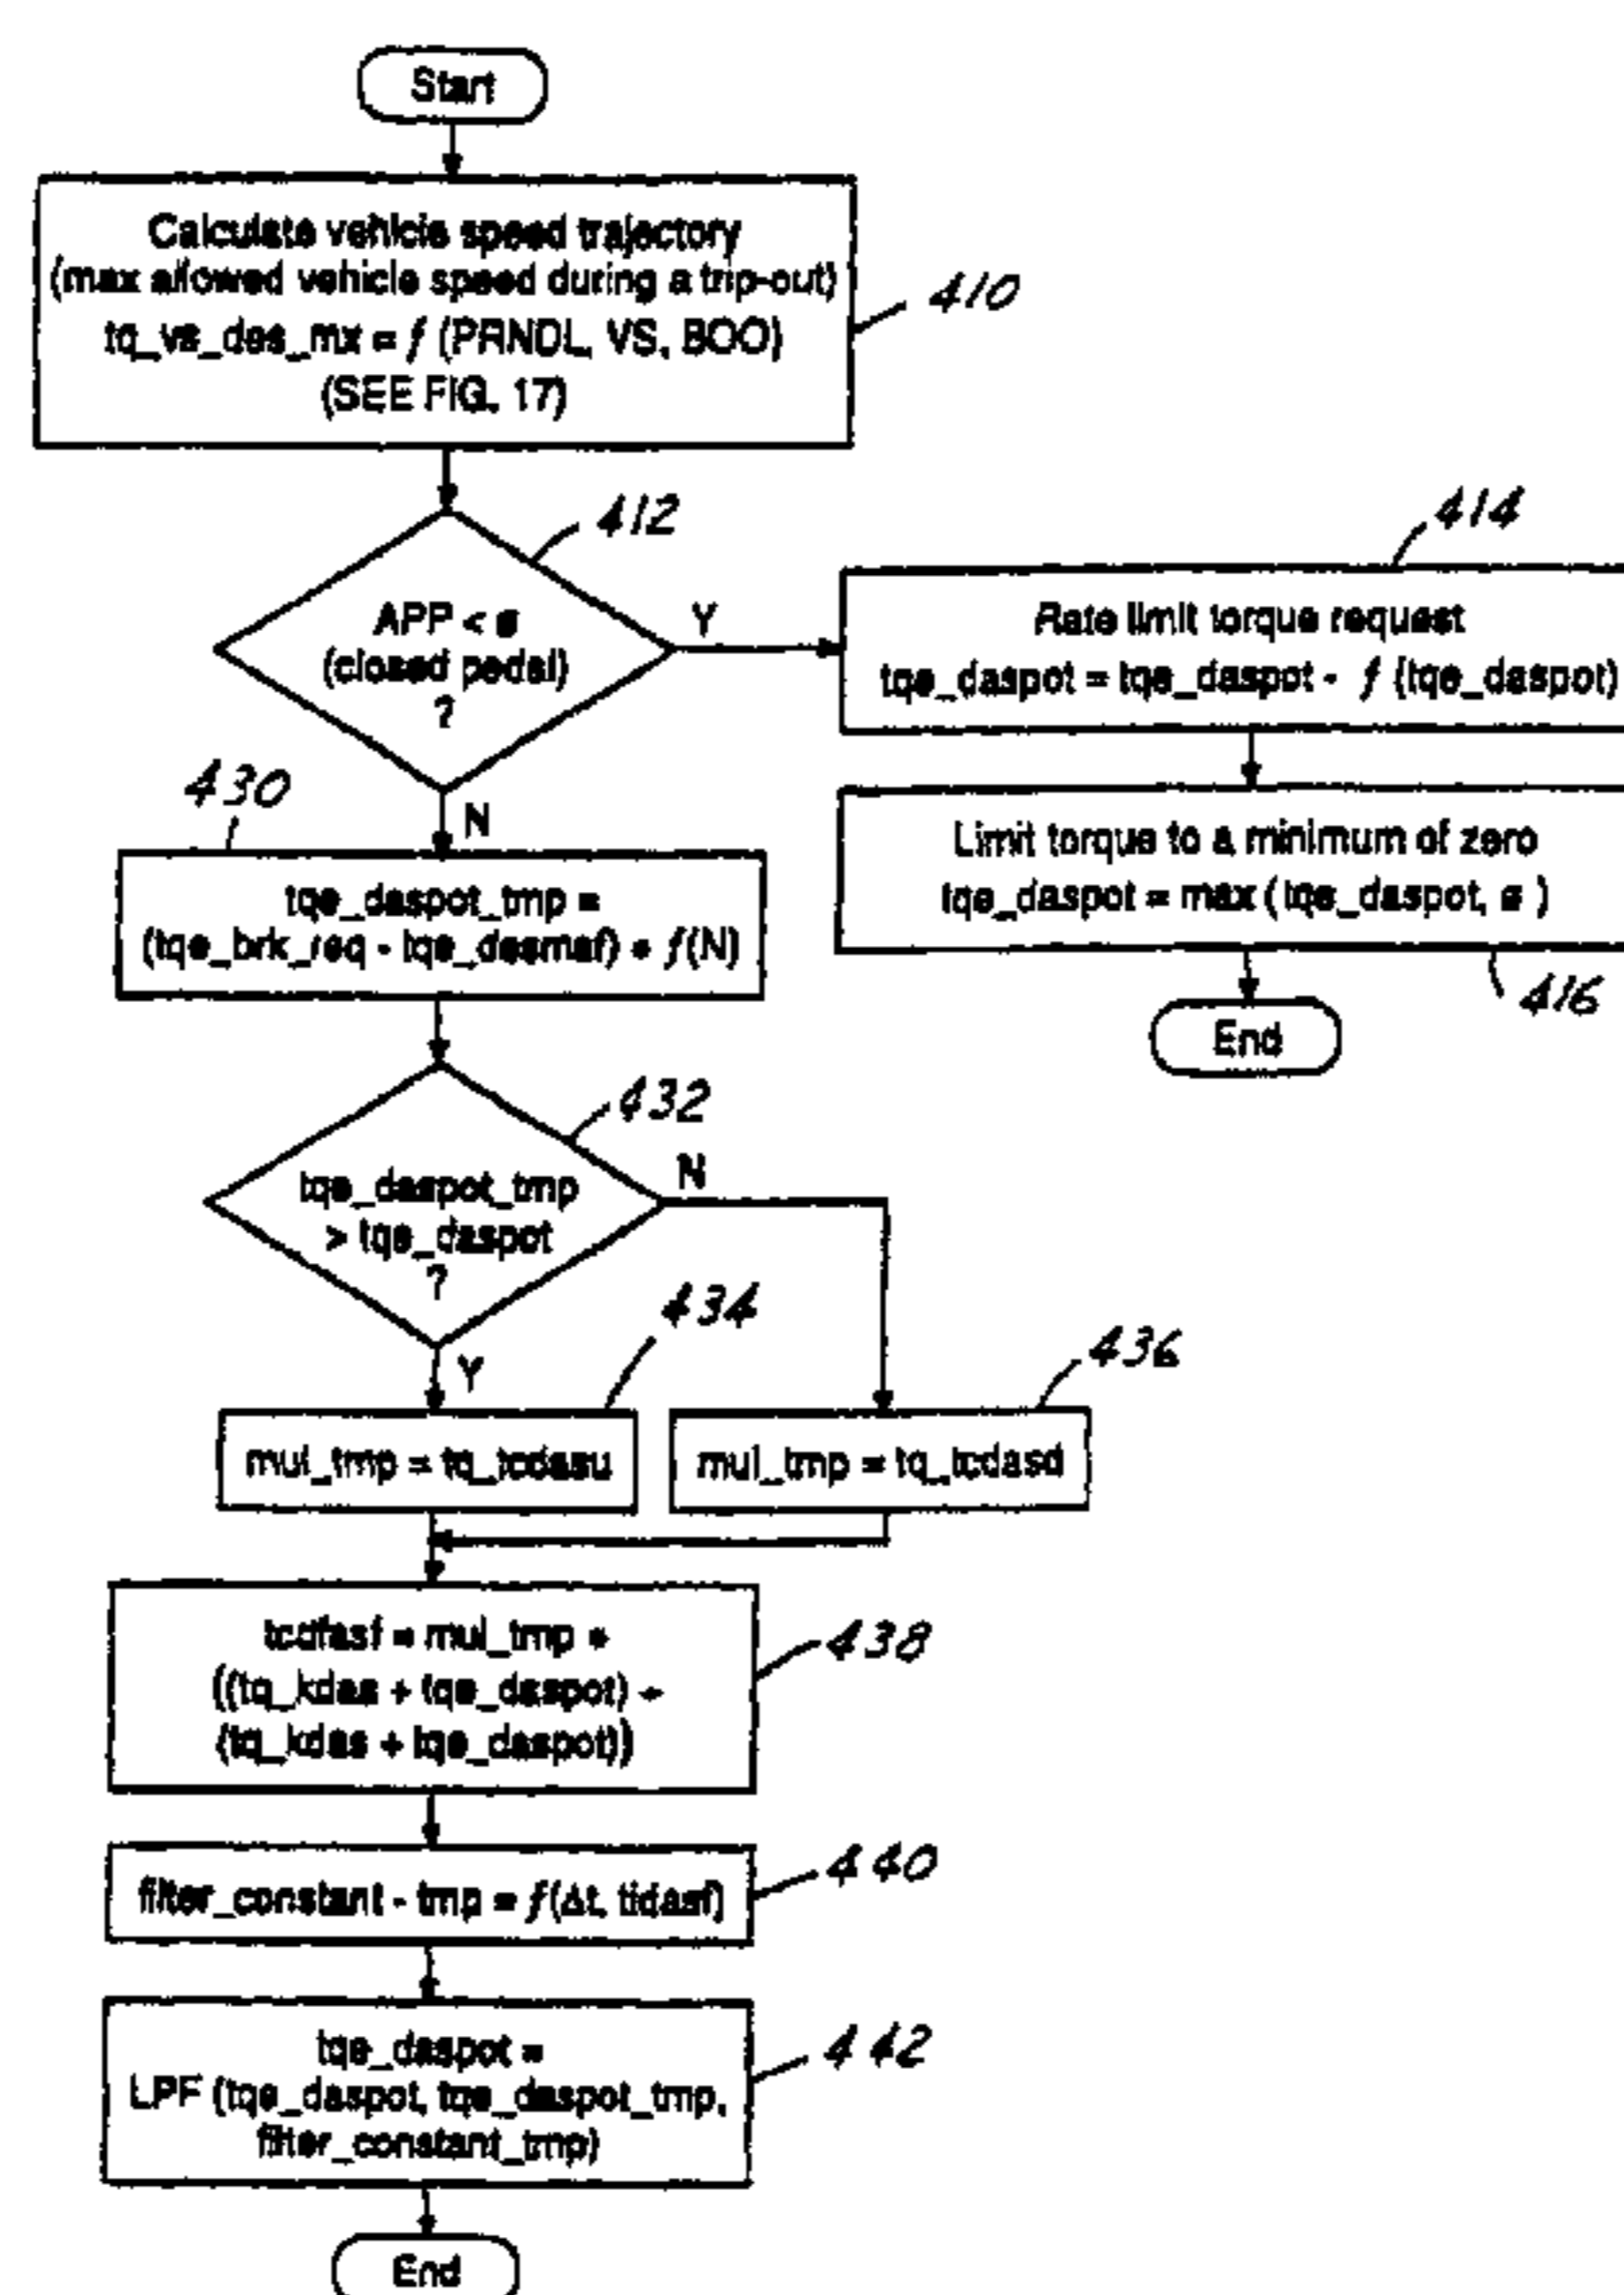 Start
Calculate vehicle speed trajectory
(max allowed vehicle speed during a trip-out)
tq_vs_des_mx = f (PRNDL, VS, BOO)
(SEE FIG. 17)
410
412
APP < ø
(closed pedal)
?
Y
N
414
Rate limit torque request
tqe_daspot = tqe_daspot - f (tqe_daspot)
Limit torque to a minimum of zero
tqe_daspot = max (tqe_daspot, ø )
416
End
430
tqe_daspot_tmp =
(tqe_brk_req - tqe_desmaf) * f(N)
432
tqe_daspot_tmp
> tqe_daspot
?
N
Y
434
mul_tmp = tq_tcdasu
436
mul_tmp = tq_tcdasd
tcdfasf = mul_tmp *
((tq_kdas + tqe_daspot) ÷
(tq_kdas + tqe_daspot))
438
filter_constant - tmp = f(Δt, tidasf)
440
tqe_daspot =
LPF (tqe_daspot, tqe_daspot_tmp,
filter_constant_tmp)
442
End